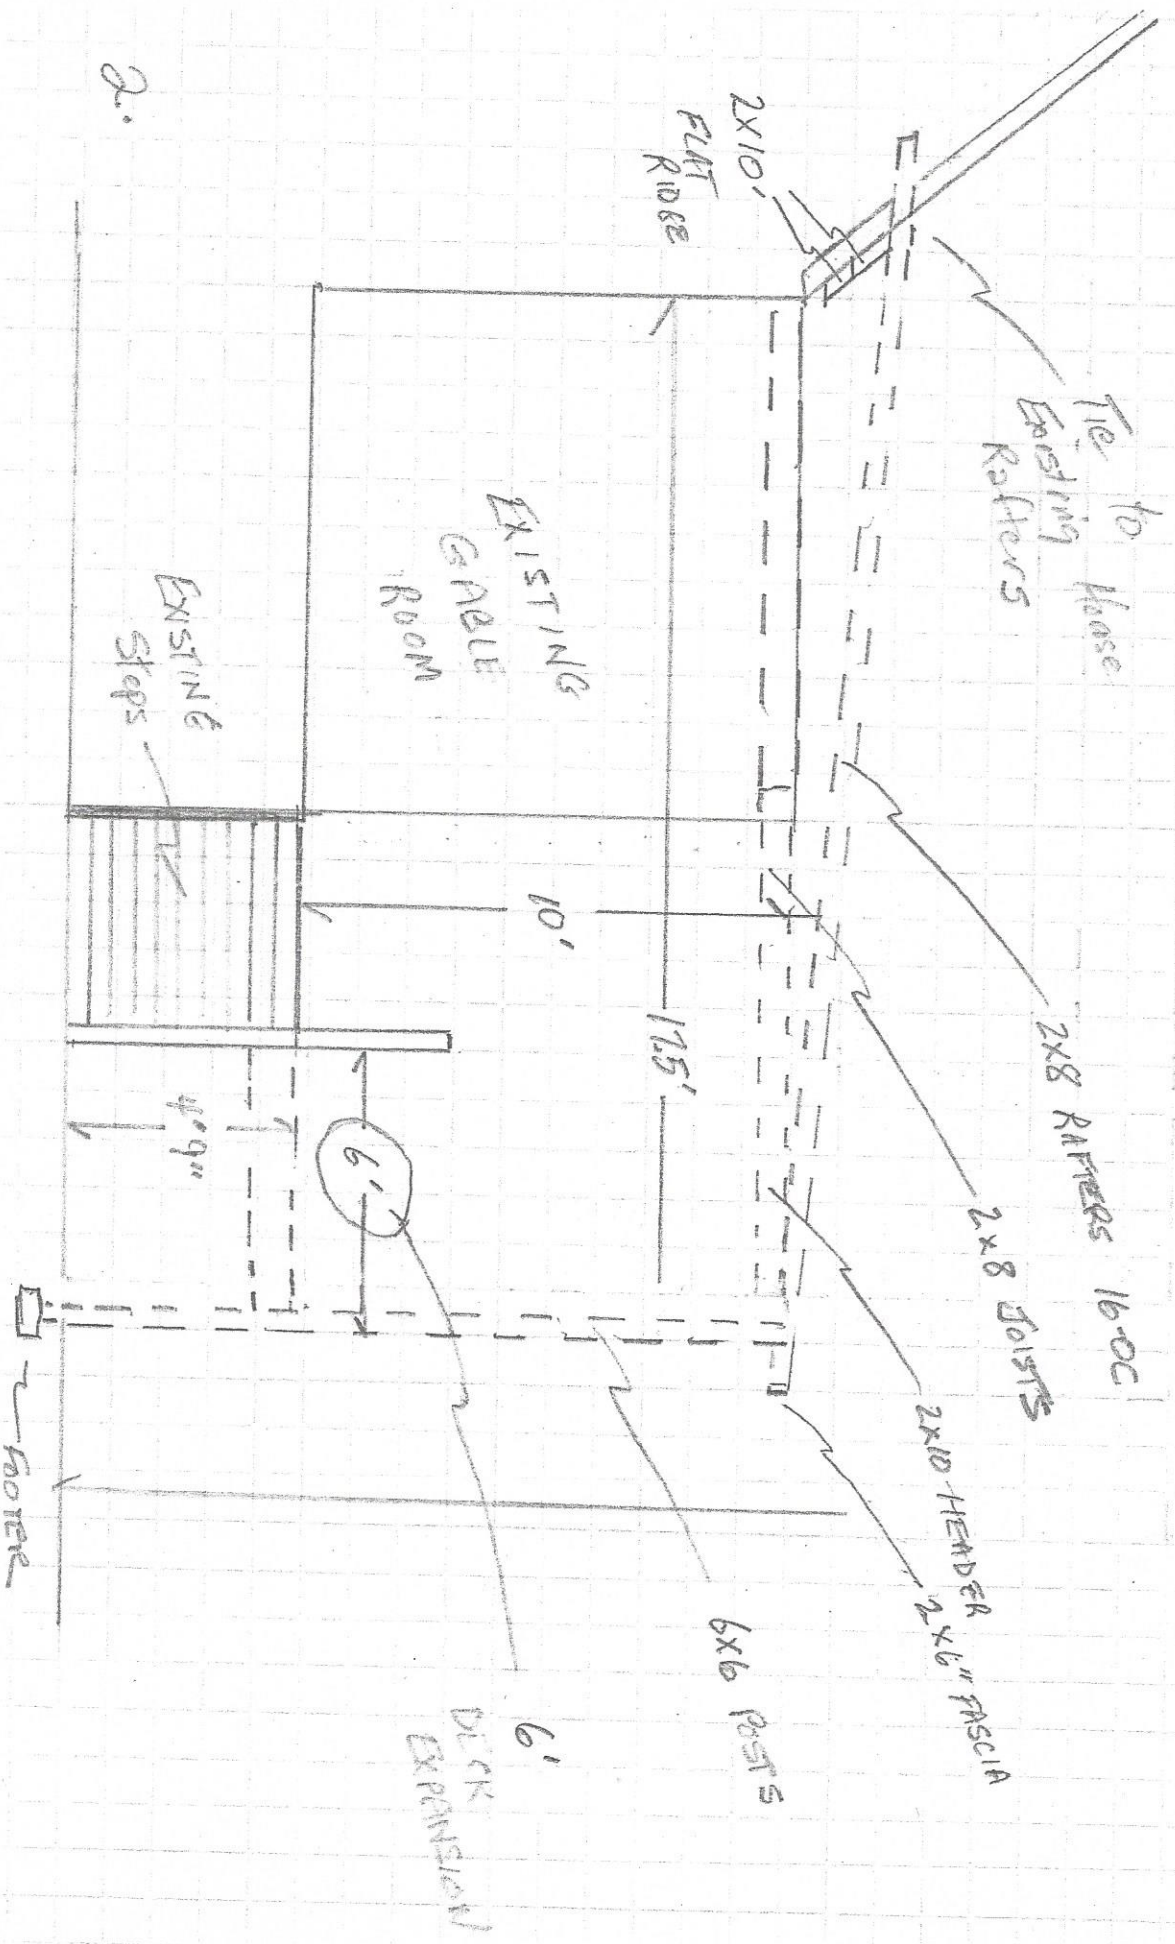 2.
2x10'
FLAT
RIDGE
Tie to House
Existing
Rafters
EXISTING
GABLE
ROOM
EXISTING
Steps
10'
17.5'
2x8 RAFTERS 16-OC
2x8 JOISTS
2x10 HEADER
2x6" FASCIA
6x6 POSTS
6'
DECK
EXPANSION
6'
4'9"
FOOTER